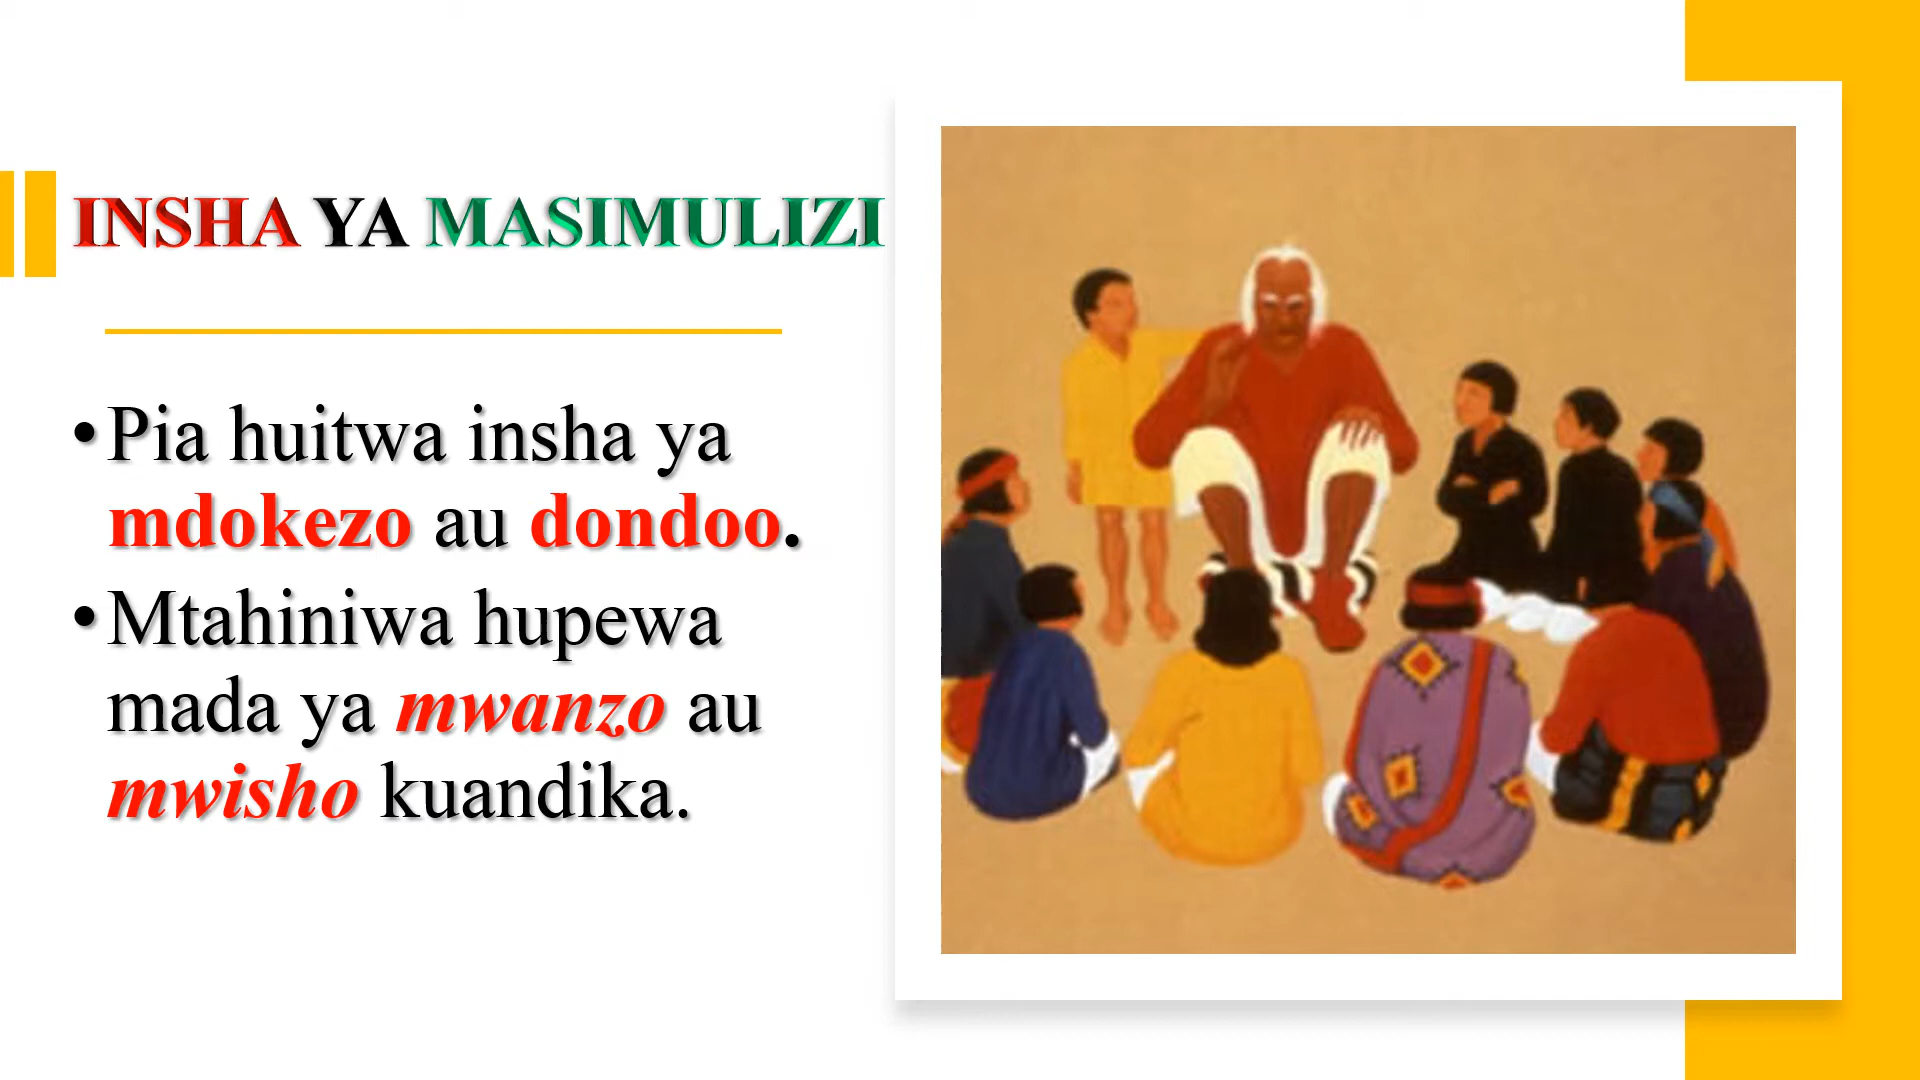 INSHA YA MASIMULIZI
•Pia huitwa insha ya
mdokezo au dondoo.
•Mtahiniwa hupewa
mada ya mwanzo au
mwisho kuandika.